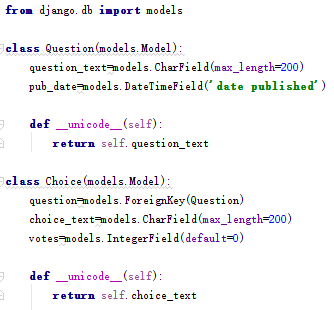 from django.db import models
class Question(models.Model):
    question_text=models.CharField(max_length=200)
    pub_date=models.DateTimeField('date published')
    def __unicode__(self):
        return self.question_text
class Choice(models.Model):
    question=models.ForeignKey(Question)
    choice_text=models.CharField(max_length=200)
    votes=models.IntegerField(default=0)
    def __unicode__(self):
        return self.choice_text